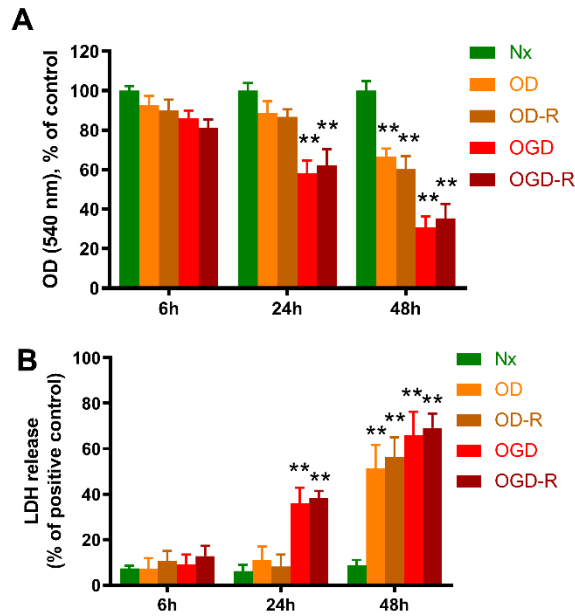 A
OD (540 nm), % of control
120
100
80
60
40
20
0
** **
** **
** **
6h 24h 48h
Nx
OD
OD-R
OGD
OGD-R
B
LDH release
(% of positive control)
100
80
60
40
20
0
** **
** ** ** **
6h 24h 48h
Nx
OD
OD-R
OGD
OGD-R